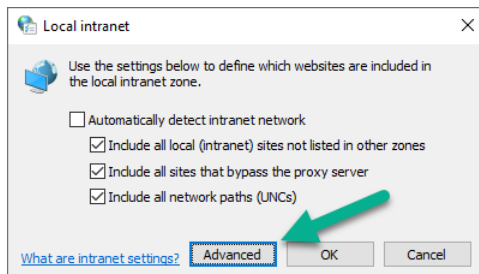 Local intranet
Use the settings below to define which websites are included in
the local intranet zone.
Automatically detect intranet network
Include all local (intranet) sites not listed in other zones
Include all sites that bypass the proxy server
Include all network paths (UNCs)
What are intranet settings? Advanced OK Cancel